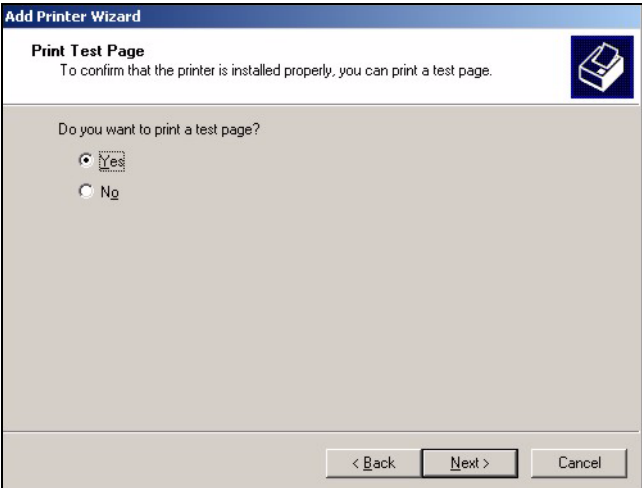 Add Printer Wizard
Print Test Page
To confirm that the printer is installed properly, you can print a test page.
Do you want to print a test page?
Yes
No
< Back Next > Cancel